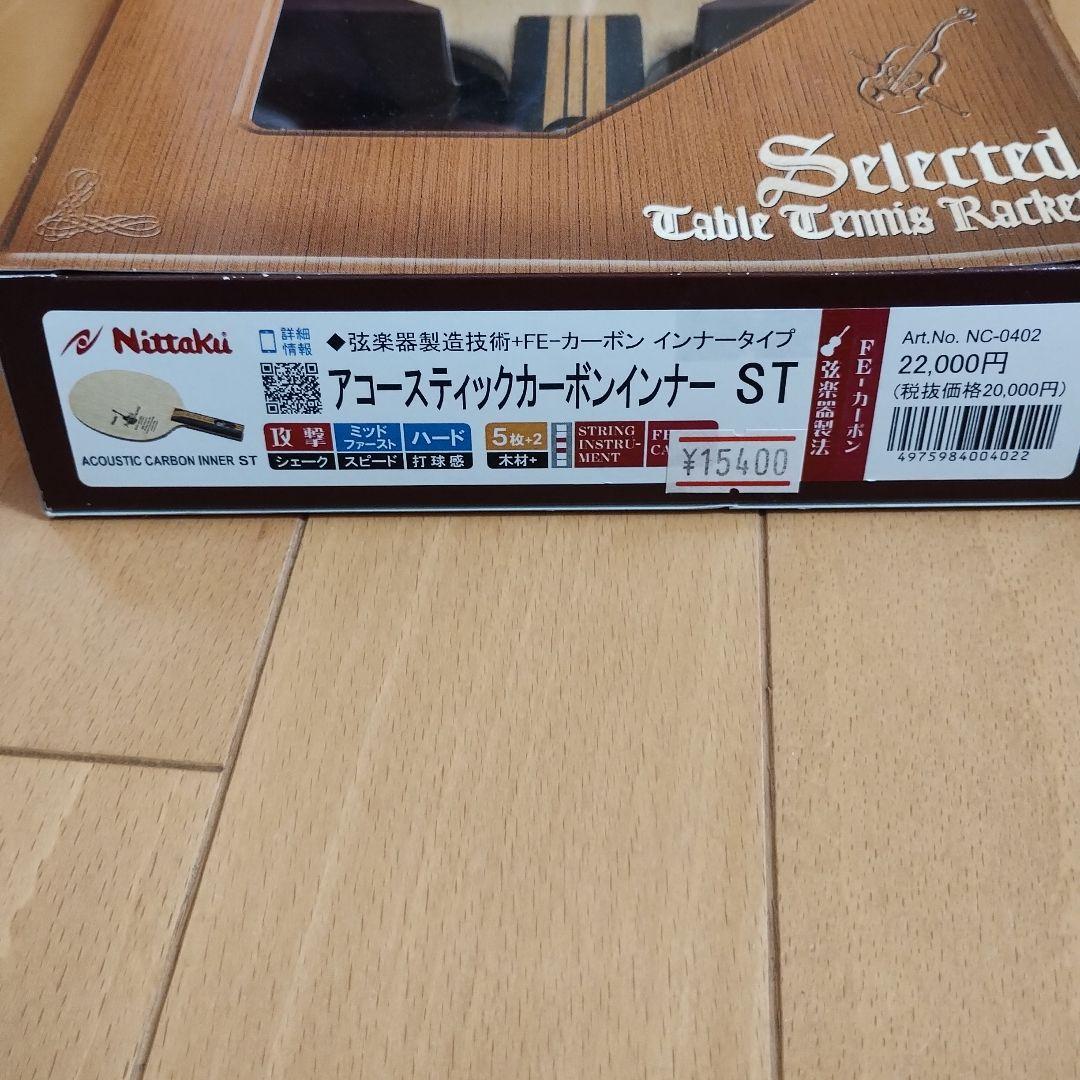 Selected
Table Tennis Racke
Nittaku
詳細
情報
◆弦楽器製造技術+FE-カーボン インナータイプ
アコースティックカーボンインナー ST
ACOUSTIC CARBON INNER ST
攻撃
シェーク
ミッド
ファースト
スピード
ハード
打球感
5枚+2
木材+
STRING
INSTRU-
MENT
¥15400
弦楽器製法
FE-カーボン
Art.No. NC-0402
22,000円
(税抜価格20,000円)
4975984004022